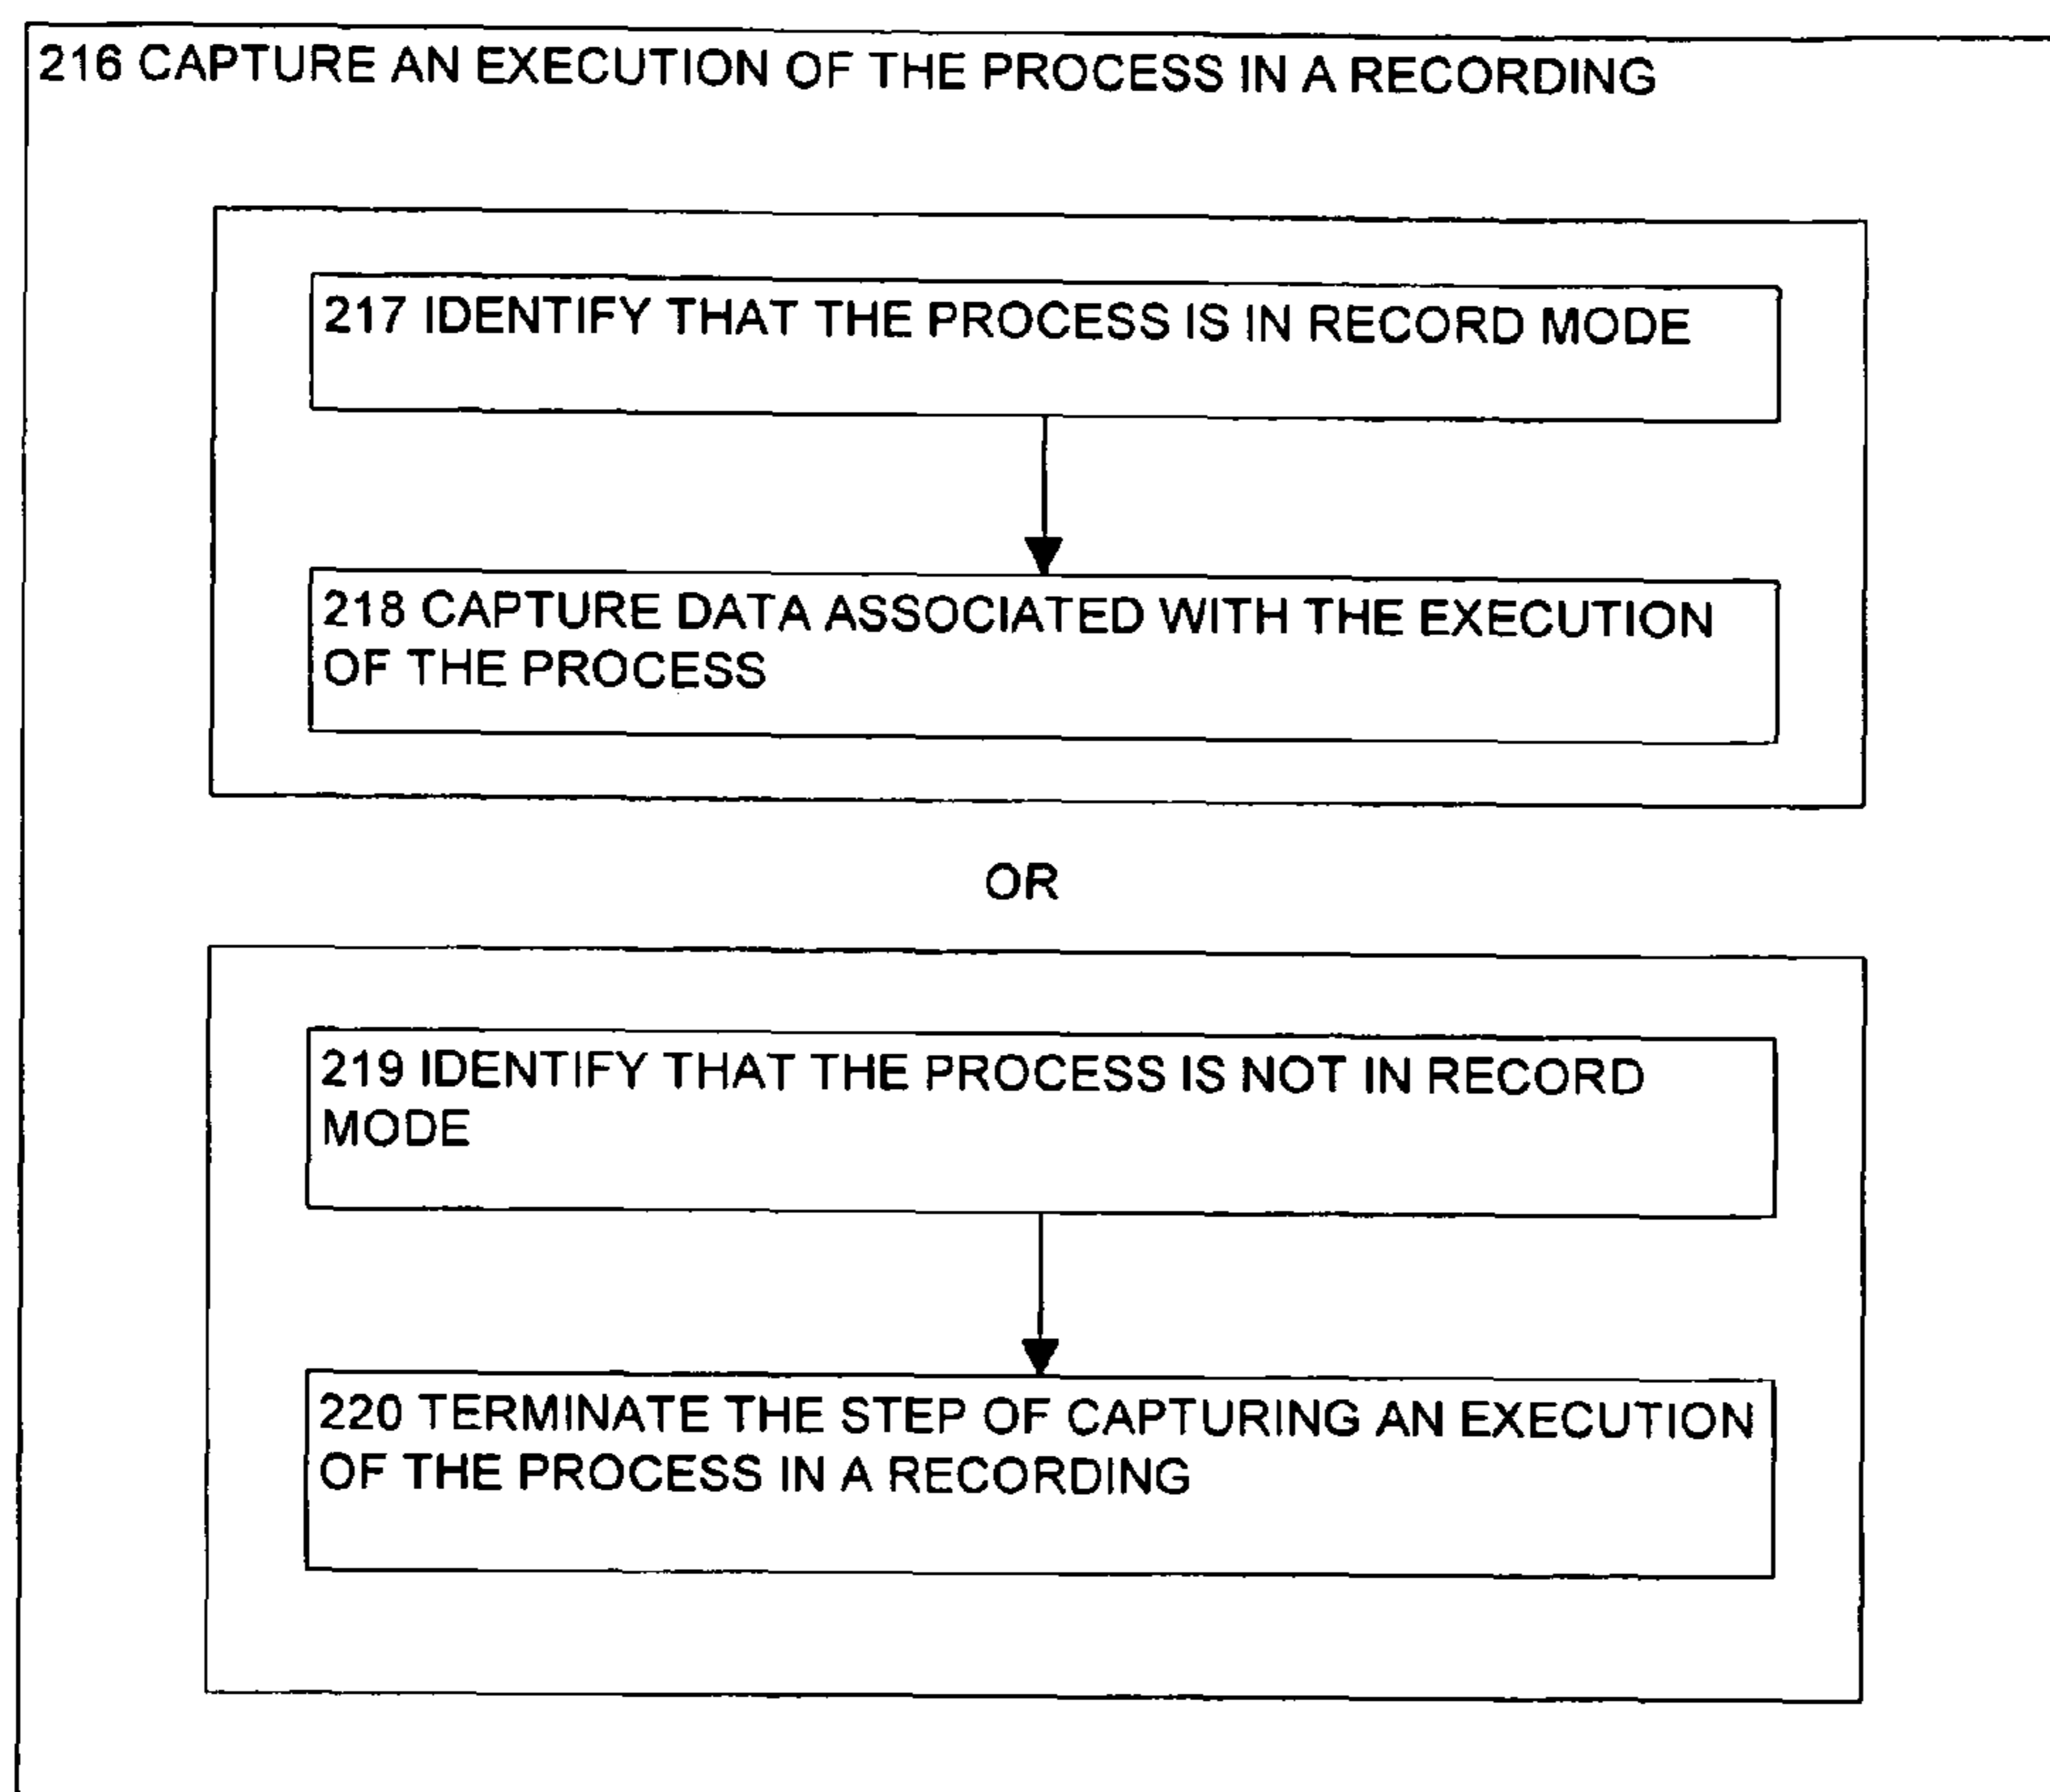 216 CAPTURE AN EXECUTION OF THE PROCESS IN A RECORDING
217 IDENTIFY THAT THE PROCESS IS IN RECORD MODE
218 CAPTURE DATA ASSOCIATED WITH THE EXECUTION
OF THE PROCESS
OR
219 IDENTIFY THAT THE PROCESS IS NOT IN RECORD
MODE
220 TERMINATE THE STEP OF CAPTURING AN EXECUTION
OF THE PROCESS IN A RECORDING